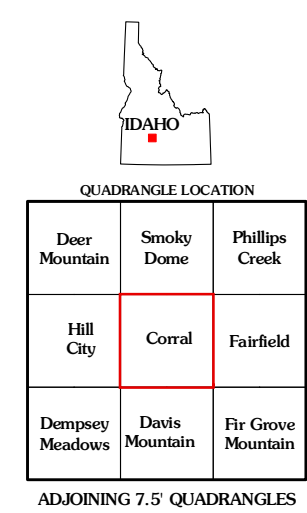 IDAHO
QUADRANGLE LOCATION
Deer
Mountain
Smoky
Dome
Phillips
Creek
Hill
City
Corral
Fairfield
Dempsey
Meadows
Davis
Mountain
Fir Grove
Mountain
ADJOINING 7.5' QUADRANGLES